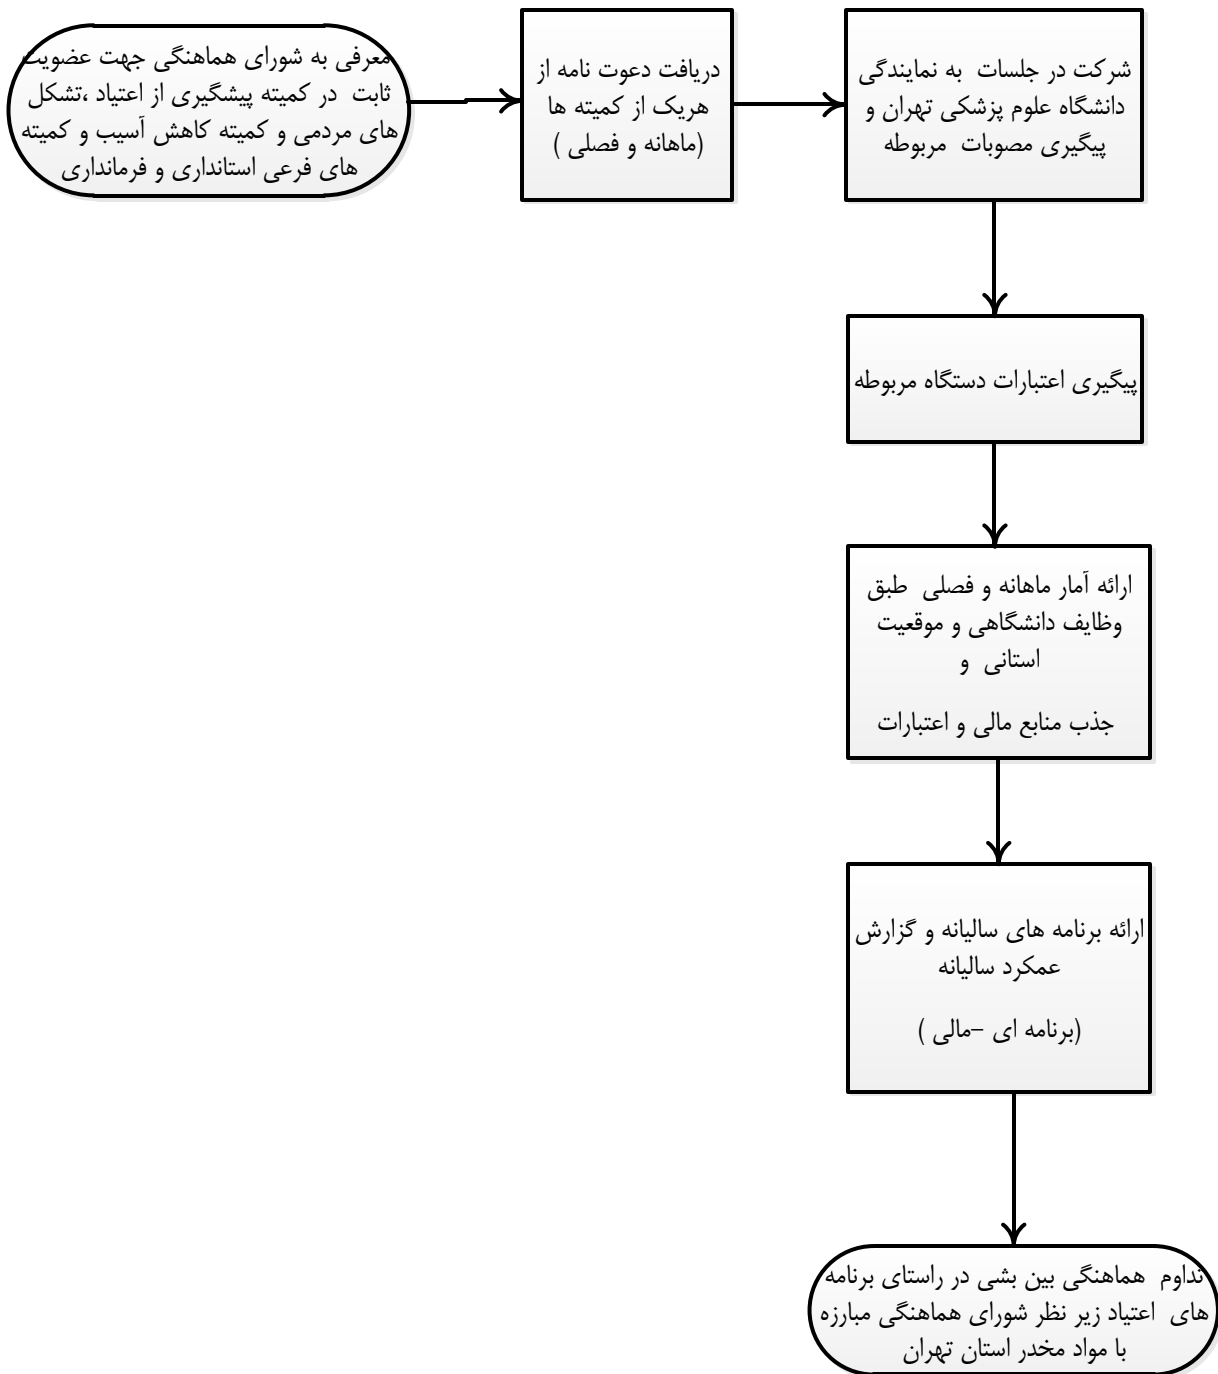 معرفی به شورای هماهنگی جهت عضویت
ثابت در کمیته پیشگیری از اعتیاد ،تشکل
های مردمی و کمیته کاهش آسیب و کمیته
های فرعی استانداری و فرمانداری
دریافت دعوت نامه از
هریک از کمیته ها
(ماهانه و فصلی )
شرکت در جلسات به نمایندگی
دانشگاه علوم پزشکی تهران و
پیگیری مصوبات مربوطه
پیگیری اعتبارات دستگاه مربوطه
ارائه آمار ماهانه و فصلی طبق
وظایف دانشگاهی و موقعیت
استانی و
جذب منابع مالی و اعتبارات
ارائه برنامه های سالیانه و گزارش
عمکرد سالیانه
(برنامه ای –مالی )
تداوم هماهنگی بین بشی در راستای برنامه
های اعتیاد زیر نظر شورای هماهنگی مبارزه
با مواد مخدر استان تهران